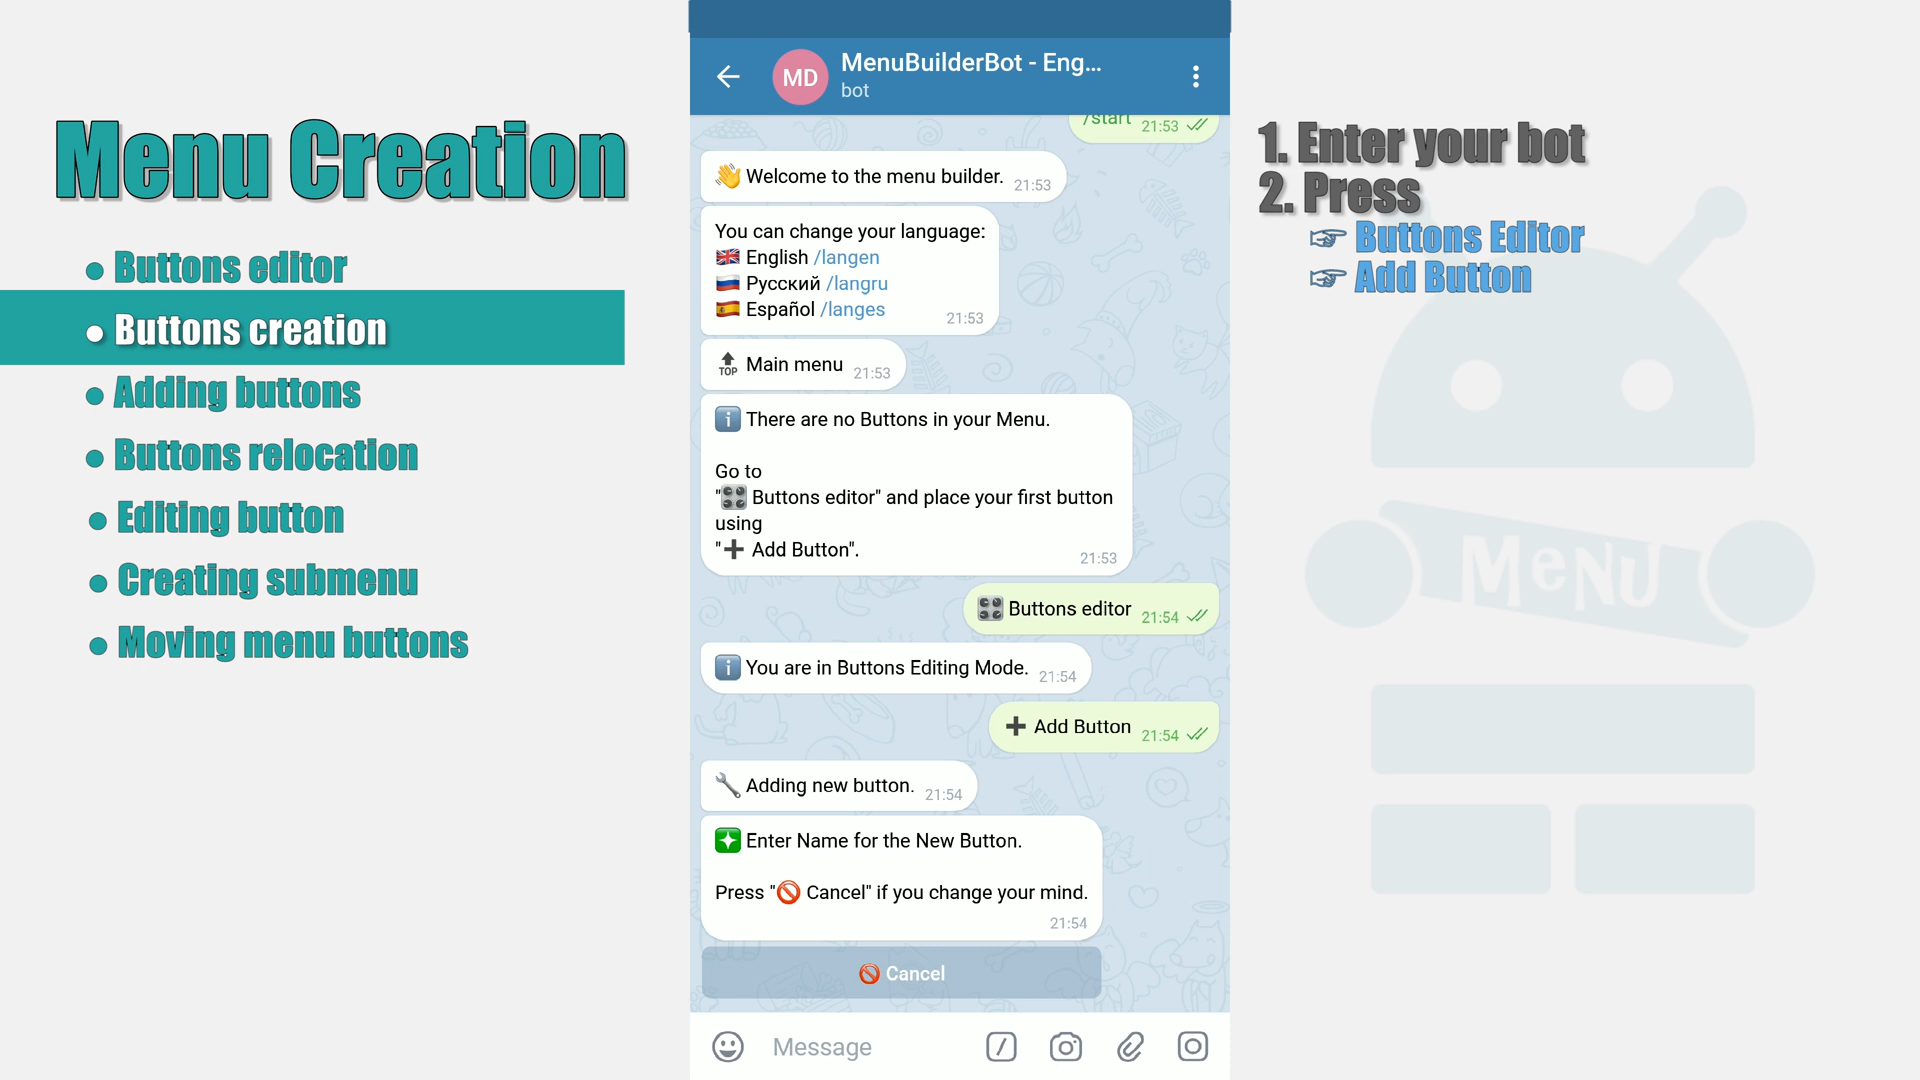 Menu Creation
• Buttons editor
• Buttons creation
• Adding buttons
• Buttons relocation
• Editing button
• Creating submenu
• Moving menu buttons
MD
MenuBuilderBot - Eng...
bot
/start 21:53
👋 Welcome to the menu builder. 21:53
You can change your language:
🇬🇧 English /langen
🇷🇺 Русский /langru
🇪🇸 Español /langes
21:53
🔝 TOP Main menu 21:53
ℹ️ There are no Buttons in your Menu.
Go to
"🎛 Buttons editor" and place your first button
using
"➕ Add Button".
21:53
🎛 Buttons editor 21:54
ℹ️ You are in Buttons Editing Mode. 21:54
➕ Add Button 21:54
🔧 Adding new button. 21:54
❇️ Enter Name for the New Button.
Press "🚫 Cancel" if you change your mind.
21:54
🚫 Cancel
Message
1. Enter your bot
2. Press
☞ Buttons Editor
☞ Add Button
MeNU